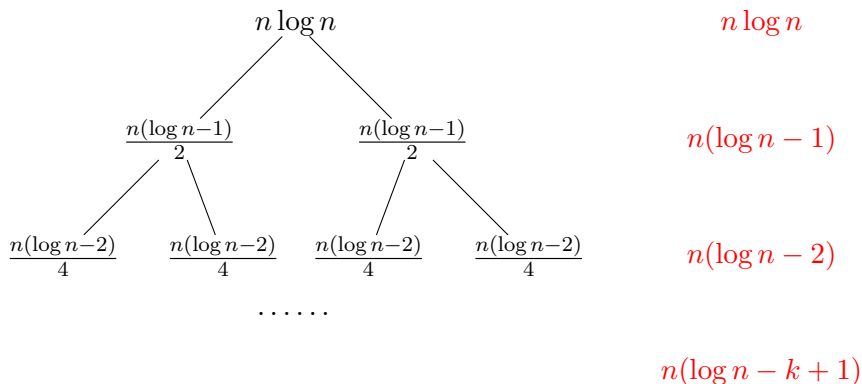 n log n    n log n
n(log n−1)/2    n(log n−1)/2    n(log n − 1)
n(log n−2)/4    n(log n−2)/4    n(log n−2)/4    n(log n−2)/4    n(log n − 2)
......
n(log n − k + 1)